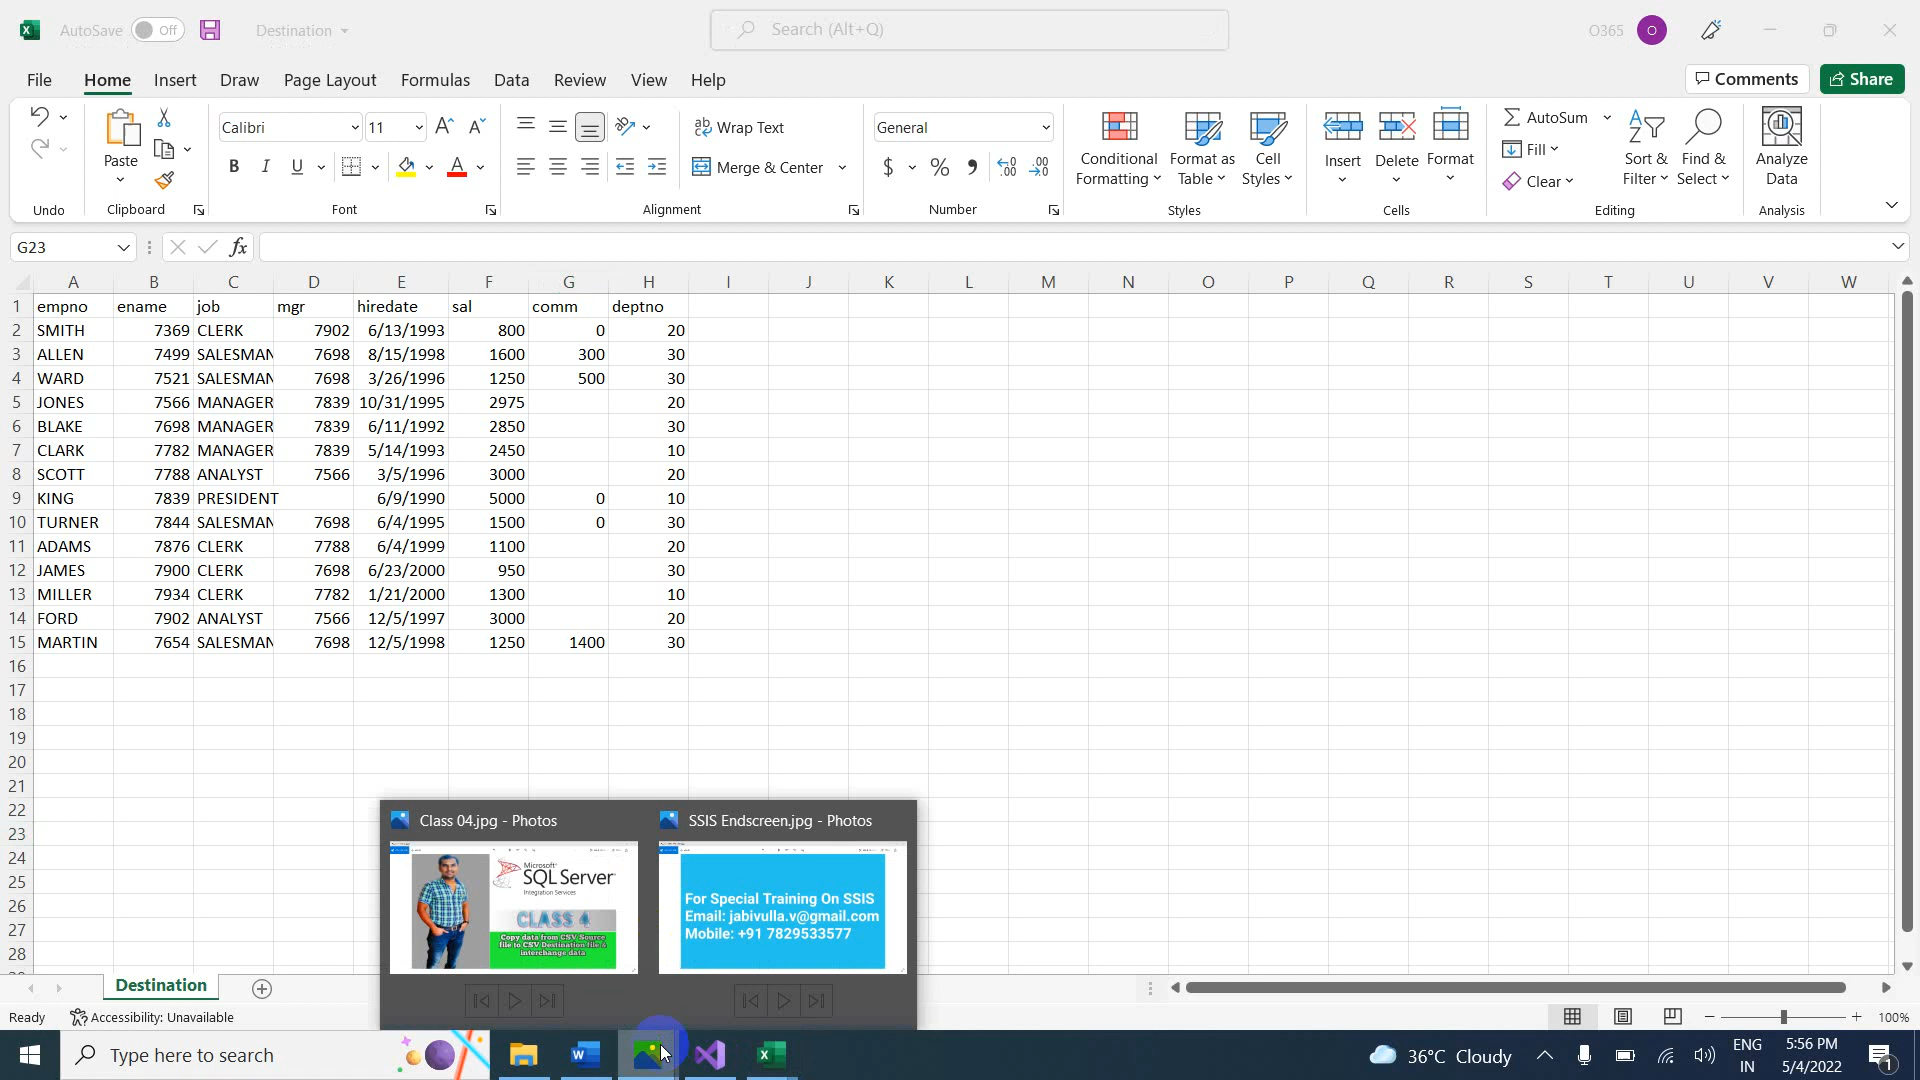 AutoSave Off Destination Search (Alt+Q) O365 O
File Home Insert Draw Page Layout Formulas Data Review View Help Comments Share
Calibri 11 Wrap Text General AutoSum
Paste B I U Merge & Center $ % Conditional Formatting Format as Table Cell Styles Insert Delete Format Fill Clear Sort & Filter Find & Select Analyze Data
Undo Clipboard Font Alignment Number Styles Cells Editing Analysis
G23 fx
A B C D E F G H I J K L M N O P Q R S T U V W
1 empno ename job mgr hiredate sal comm deptno
2 SMITH 7369 CLERK 7902 6/13/1993 800 0 20
3 ALLEN 7499 SALESMAN 7698 8/15/1998 1600 300 30
4 WARD 7521 SALESMAN 7698 3/26/1996 1250 500 30
5 JONES 7566 MANAGER 7839 10/31/1995 2975 20
6 BLAKE 7698 MANAGER 7839 6/11/1992 2850 30
7 CLARK 7782 MANAGER 7839 5/14/1993 2450 10
8 SCOTT 7788 ANALYST 7566 3/5/1996 3000 20
9 KING 7839 PRESIDENT 6/9/1990 5000 0 10
10 TURNER 7844 SALESMAN 7698 6/4/1995 1500 0 30
11 ADAMS 7876 CLERK 7788 6/4/1999 1100 20
12 JAMES 7900 CLERK 7698 6/23/2000 950 30
13 MILLER 7934 CLERK 7782 1/21/2000 1300 10
14 FORD 7902 ANALYST 7566 12/5/1997 3000 20
15 MARTIN 7654 SALESMAN 7698 12/5/1998 1250 1400 30
16
17
18
19
20
21
22
23
24
25
26
27
28
Class 04.jpg - Photos
Microsoft
SQL Server
Integration Services
CLASS 4
Copy data from CSV Source
file to CSV Destination file &
interchange data
SSIS Endscreen.jpg - Photos
For Special Training On SSIS
Email: jabivulla.v@gmail.com
Mobile: +91 7829533577
Destination
Ready Accessibility: Unavailable 100%
Type here to search 36°C Cloudy ENG IN 5:56 PM 5/4/2022 1